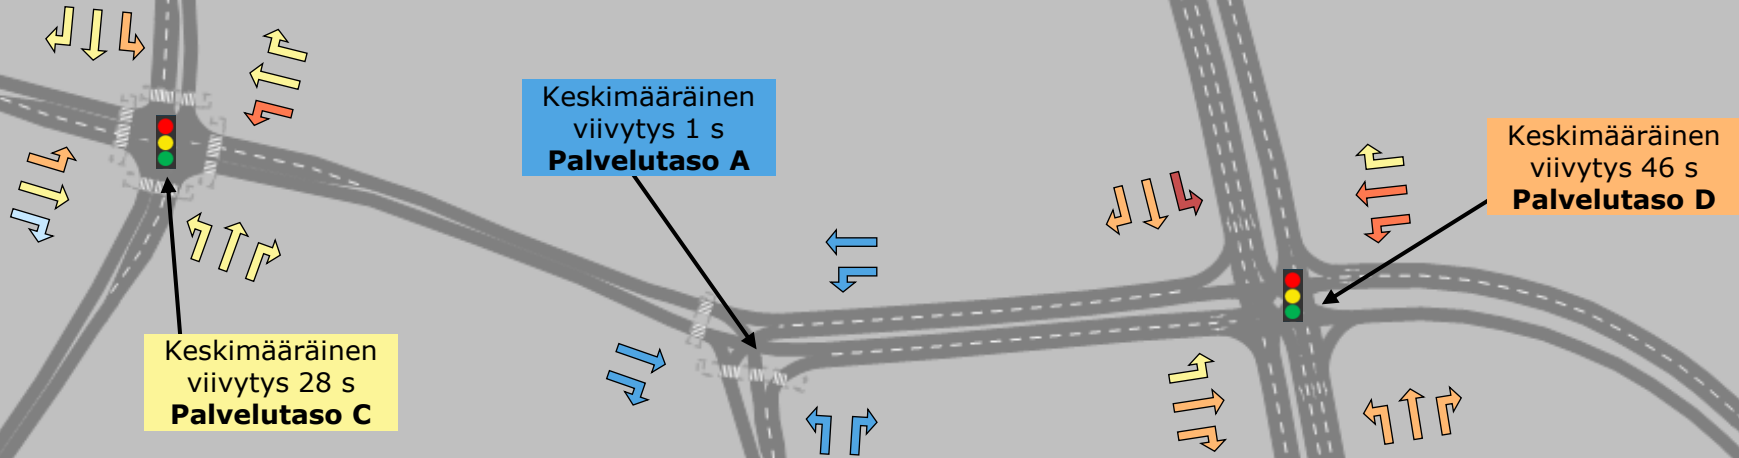 Keskimääräinen
viivytys 28 s
Palvelutaso C
Keskimääräinen
viivytys 1 s
Palvelutaso A
Keskimääräinen
viivytys 46 s
Palvelutaso D